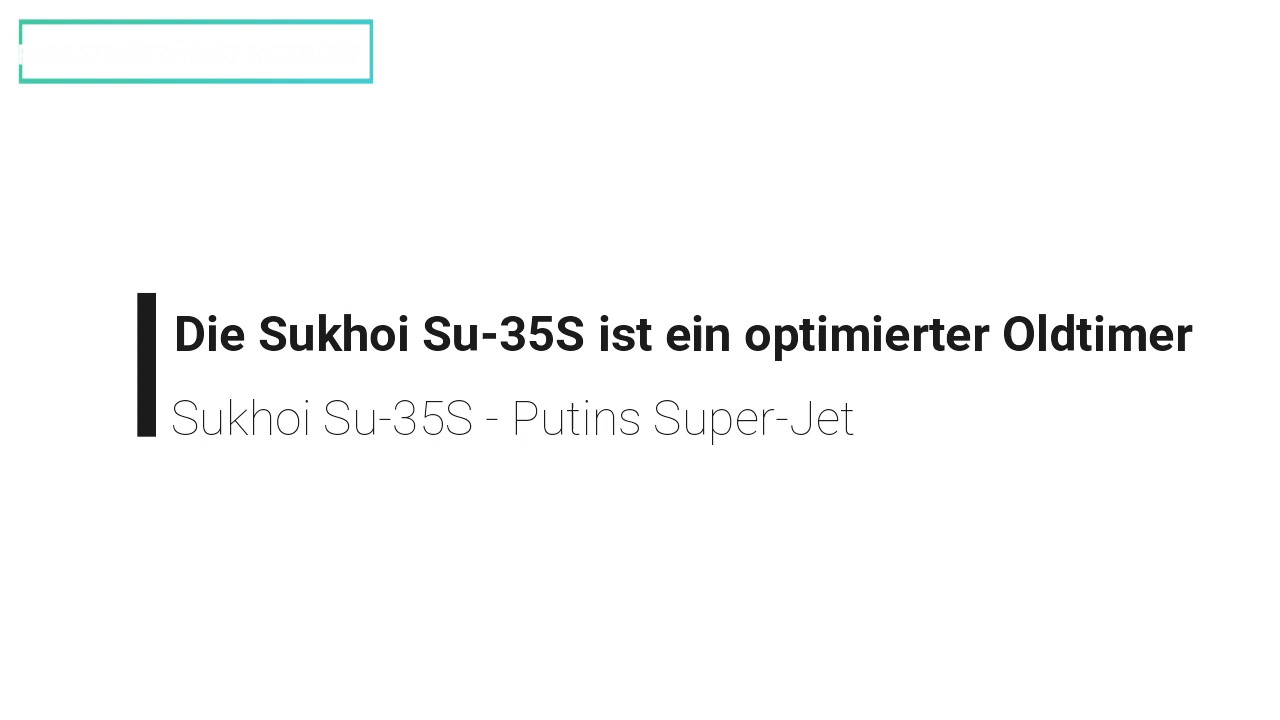 Die Sukhoi Su-35S ist ein optimierter Oldtimer
Sukhoi Su-35S - Putins Super-Jet